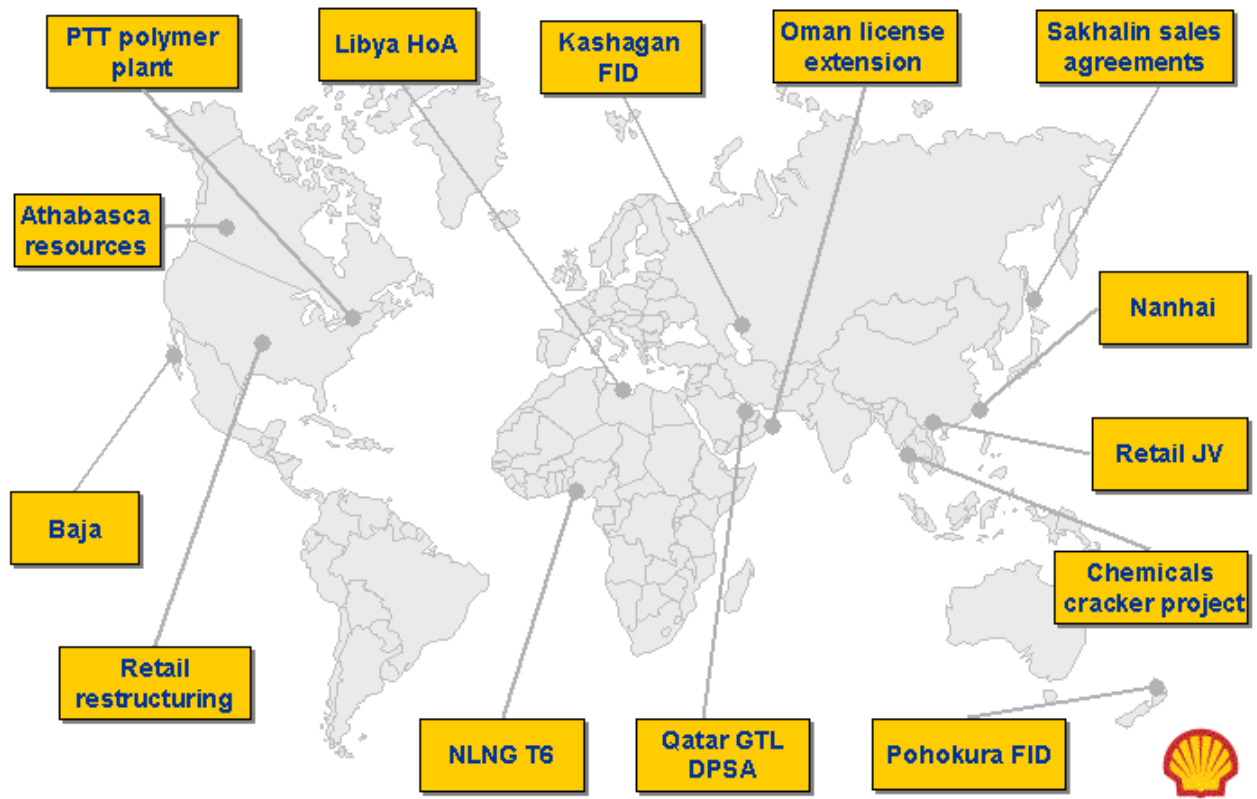 PTT polymer
plant
Libya HoA
Kashagan
FID
Oman license
extension
Sakhalin sales
agreements
Athabasca
resources
Nanhai
Retail JV
Baja
Chemicals
cracker project
Retail
restructuring
NLNG T6
Qatar GTL
DPSA
Pohokura FID